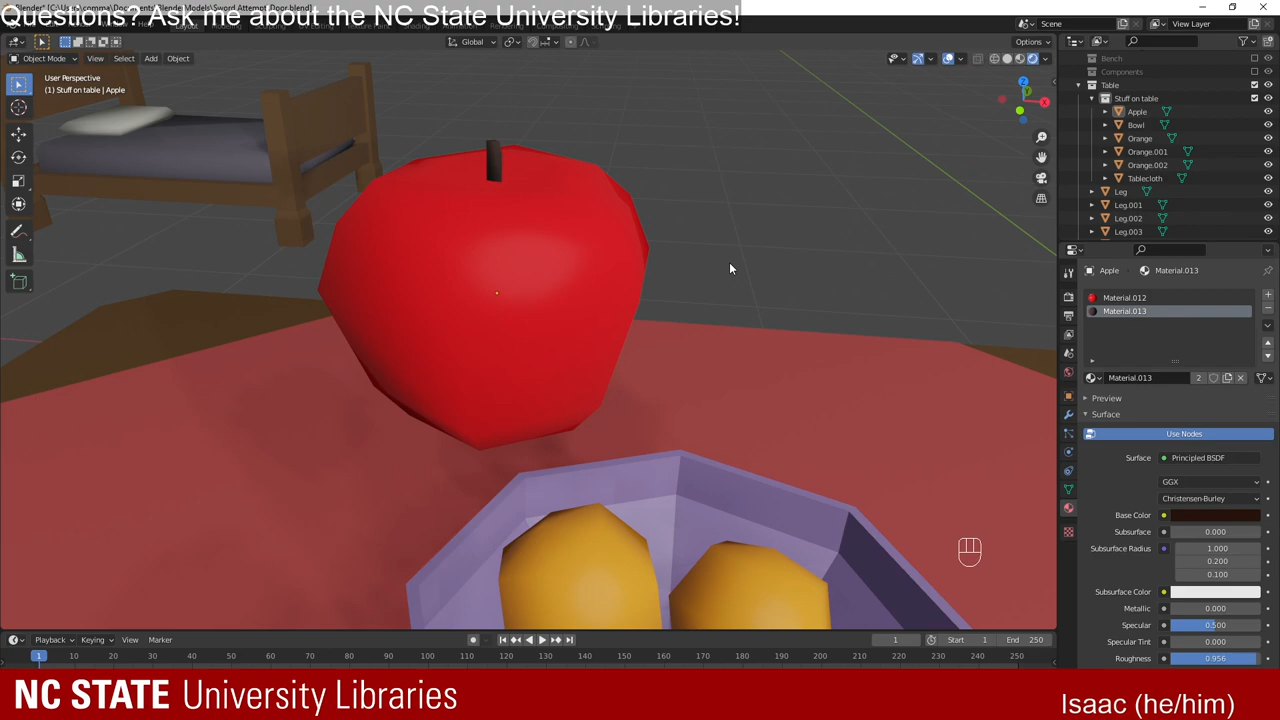 Questions? Ask me about the NC State University Libraries!
Scene
View Layer
Global
Options
Object Mode
View
Select
Add
Object
User Perspective
(1) Stuff on table | Apple
Z
X
Y
Bench
Components
Table
Stuff on table
Apple
Bowl
Orange
Orange.001
Orange.002
Tablecloth
Leg
Leg.001
Leg.002
Leg.003
Apple
Material.013
Material.012
Material.013
Material.013
2
Preview
Surface
Use Nodes
Surface
Principled BSDF
GGX
Christensen-Burley
Base Color
Subsurface
0.000
Subsurface Radius
1.000
0.200
0.100
Subsurface Color
Metallic
0.000
Specular
0.500
Specular Tint
0.000
Roughness
0.956
Playback
Keying
View
Marker
1
Start
1
End
250
1
10
20
30
40
50
60
70
80
90
100
110
120
130
140
150
160
170
180
190
200
210
220
230
240
250
NC STATE University Libraries
Isaac (he/him)